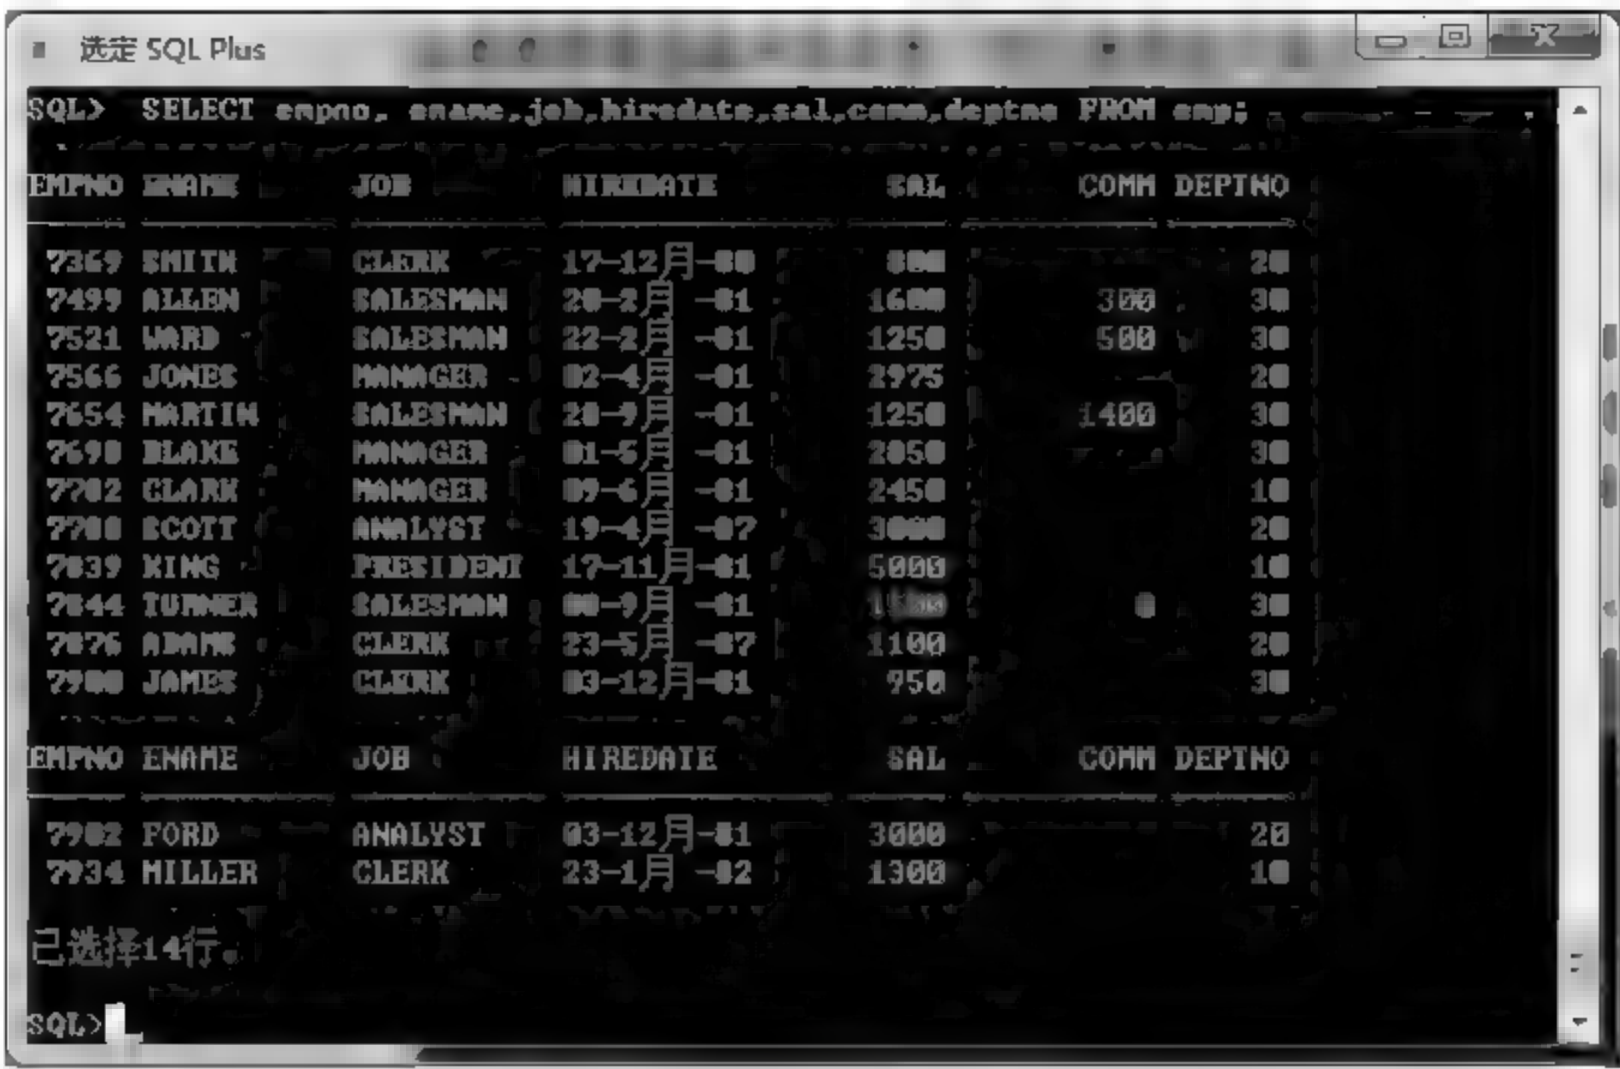 选定 SQL Plus
SQL> SELECT empno, ename,job,hiredate,sal,comm,deptno FROM emp;
EMPNO ENAME JOB HIREDATE SAL COMM DEPTNO
7369 SMITH CLERK 17-12月-80 800 20
7499 ALLEN SALESMAN 20-2月 -81 1600 300 30
7521 WARD SALESMAN 22-2月 -81 1250 500 30
7566 JONES MANAGER 02-4月 -81 2975 20
7654 MARTIN SALESMAN 28-9月 -81 1250 1400 30
7698 BLAKE MANAGER 01-5月 -81 2850 30
7782 CLARK MANAGER 09-6月 -81 2450 10
7788 SCOTT ANALYST 19-4月 -87 3000 20
7839 KING PRESIDENT 17-11月-81 5000 10
7844 TURNER SALESMAN 08-9月 -81 1500 0 30
7876 ADAMS CLERK 23-5月 -87 1100 20
7900 JAMES CLERK 03-12月-81 950 30
EMPNO ENAME JOB HIREDATE SAL COMM DEPTNO
7902 FORD ANALYST 03-12月-81 3000 20
7934 MILLER CLERK 23-1月 -82 1300 10
已选择14行。
SQL>